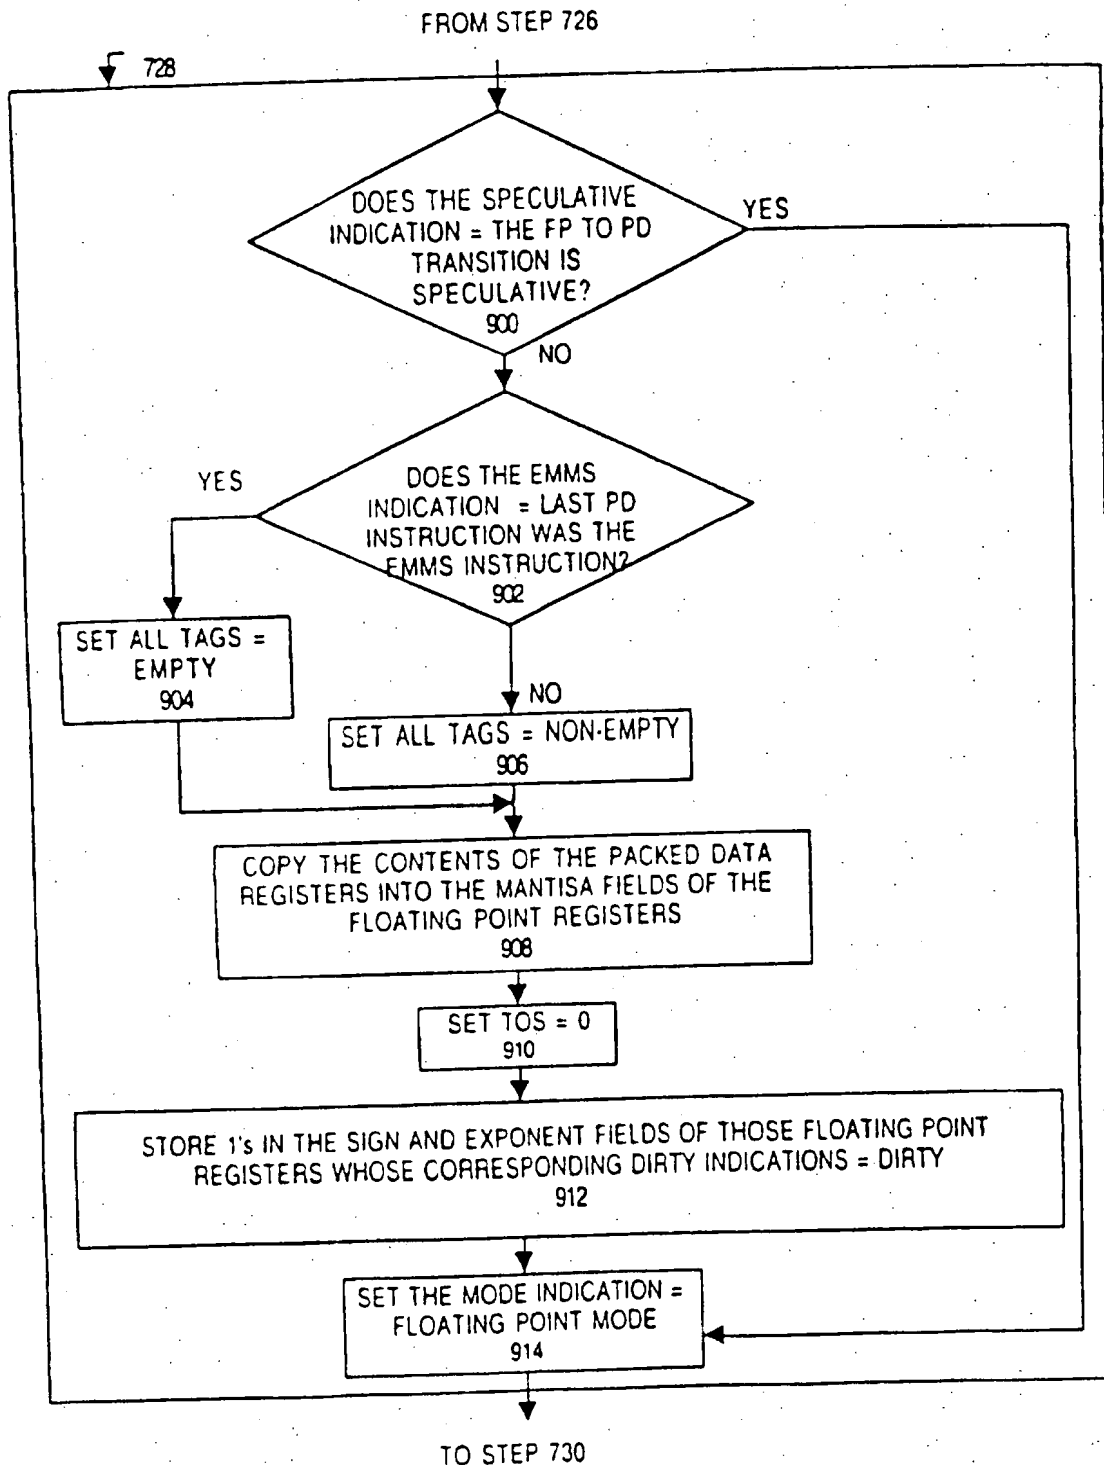 FROM STEP 726
728
DOES THE SPECULATIVE
INDICATION = THE FP TO PD
TRANSITION IS
SPECULATIVE?
900
YES
NO
DOES THE EMMS
INDICATION = LAST PD
INSTRUCTION WAS THE
EMMS INSTRUCTION?
902
YES
NO
SET ALL TAGS =
EMPTY
904
SET ALL TAGS = NON-EMPTY
906
COPY THE CONTENTS OF THE PACKED DATA
REGISTERS INTO THE MANTISA FIELDS OF THE
FLOATING POINT REGISTERS
908
SET TOS = 0
910
STORE 1's IN THE SIGN AND EXPONENT FIELDS OF THOSE FLOATING POINT
REGISTERS WHOSE CORRESPONDING DIRTY INDICATIONS = DIRTY
912
SET THE MODE INDICATION =
FLOATING POINT MODE
914
TO STEP 730